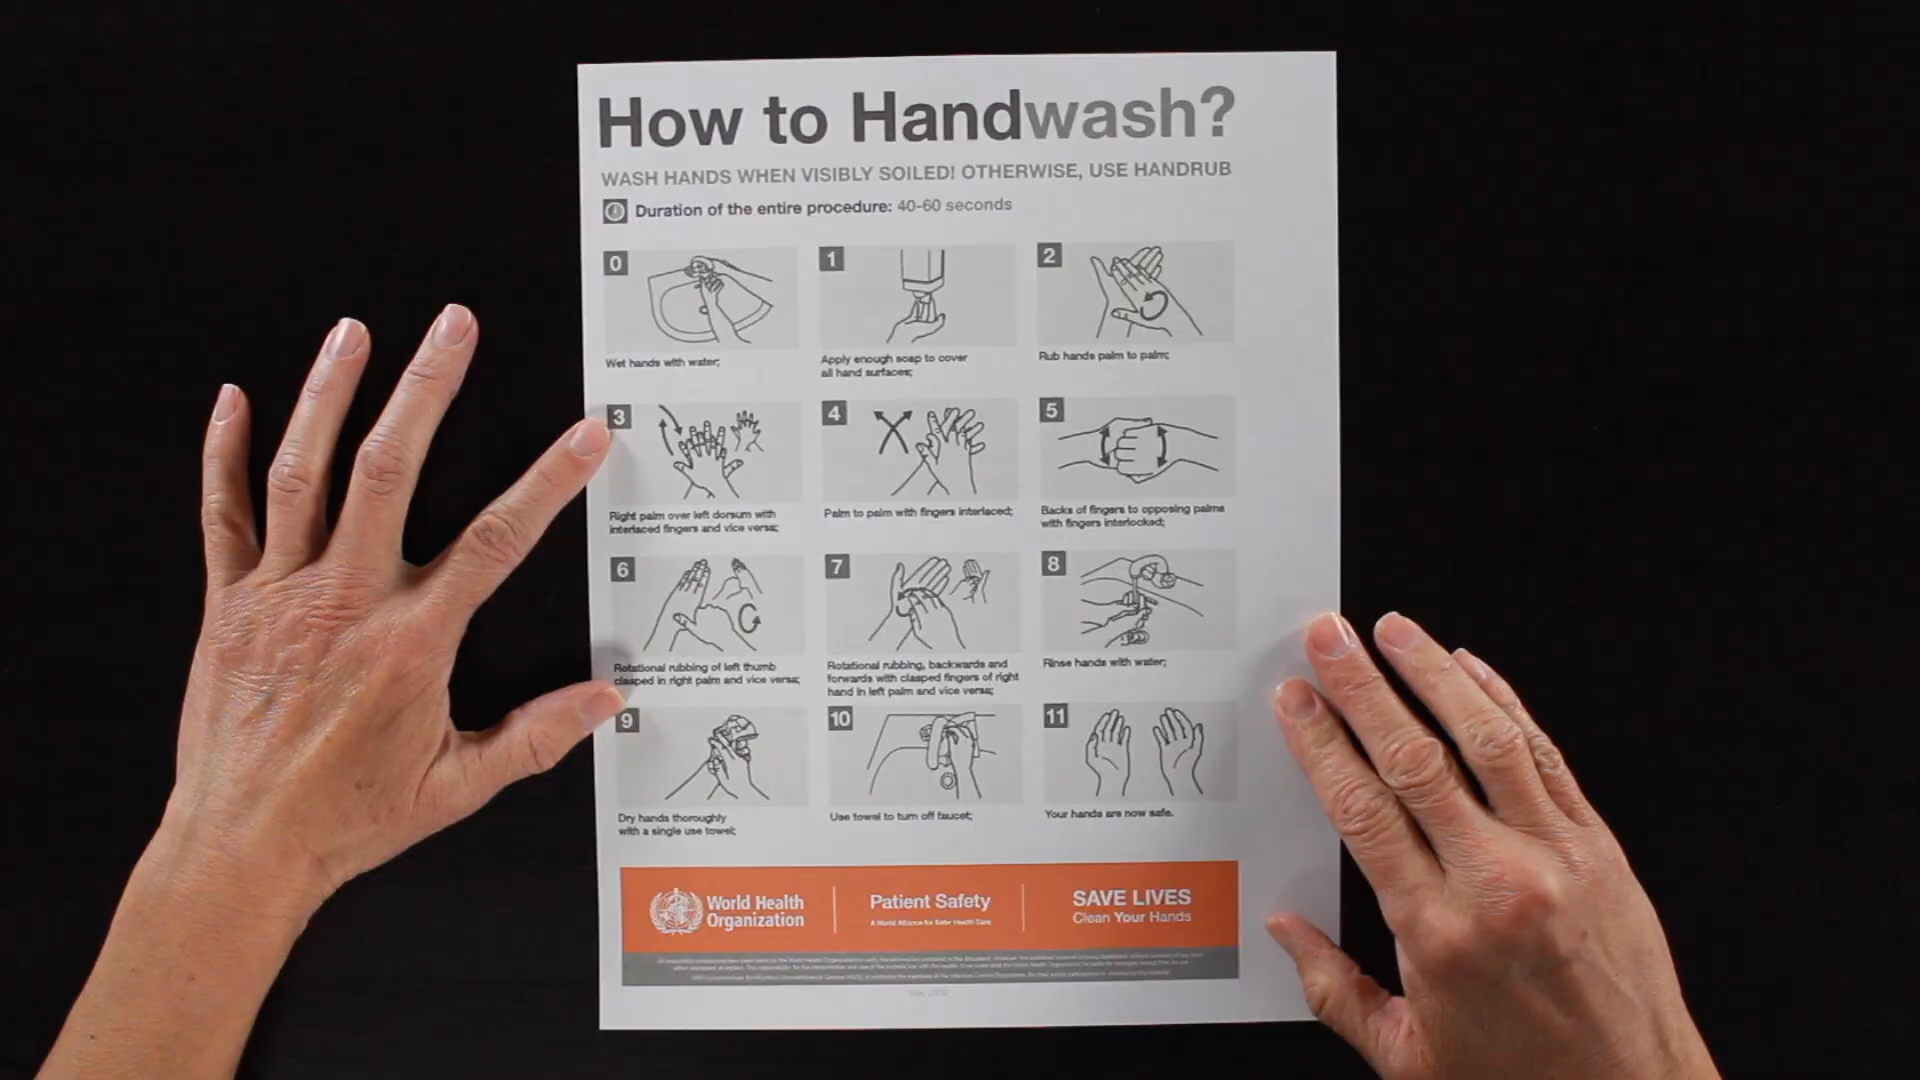 How to Handwash?
WASH HANDS WHEN VISIBLY SOILED! OTHERWISE, USE HANDRUB
Duration of the entire procedure: 40-60 seconds
0
1
2
Wet hands with water;
Apply enough soap to cover
all hand surfaces;
Rub hands palm to palm;
3
4
5
Right palm over left dorsum with
interlaced fingers and vice versa;
Palm to palm with fingers interlaced;
Backs of fingers to opposing palms
with fingers interlocked;
6
7
8
Rotational rubbing of left thumb
clasped in right palm and vice versa;
Rotational rubbing, backwards and
forwards with clasped fingers of right
hand in left palm and vice versa;
Rinse hands with water;
9
10
11
Dry hands thoroughly
with a single use towel;
Use towel to turn off faucet;
Your hands are now safe.
World Health
Organization
Patient Safety
A World Alliance for Safer Health Care
SAVE LIVES
Clean Your Hands